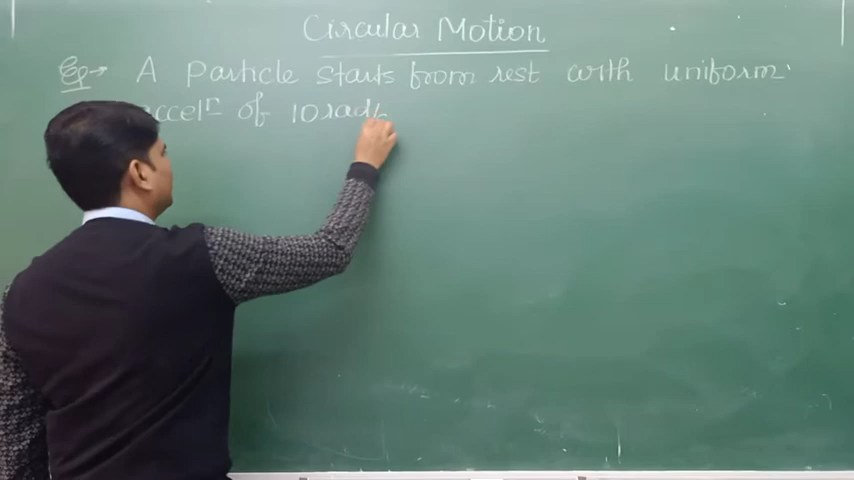 Circular Motion
Eg→ A Particle starts from rest with uniform
accelⁿ of 10rad/